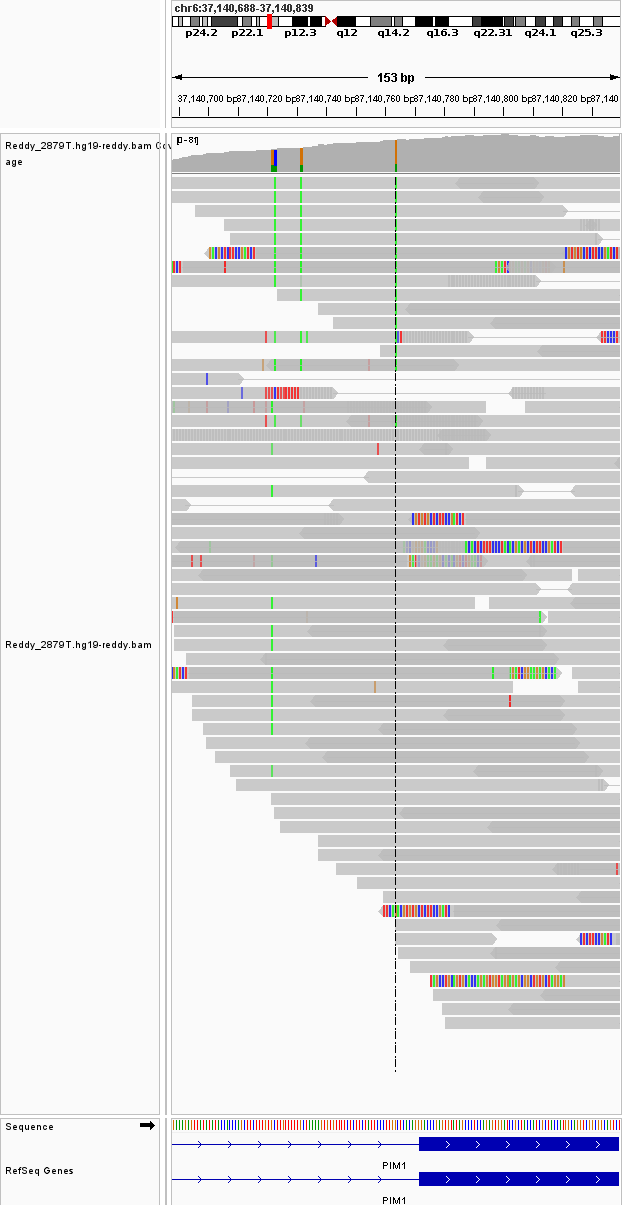 chr6:37,140,688-37,140,839
p24.2 p22.1 p12.3 q12 q14.2 q16.3 q22.31 q24.1 q25.3
153 bp
37,140,700 bp 37,140,720 bp 37,140,740 bp 37,140,760 bp 37,140,780 bp 37,140,800 bp 37,140,820 bp 37,140
Reddy_2879T.hg19-reddy.bam Cov
age
[0-81]
Reddy_2879T.hg19-reddy.bam
Sequence
RefSeq Genes
PIM1
PIM1